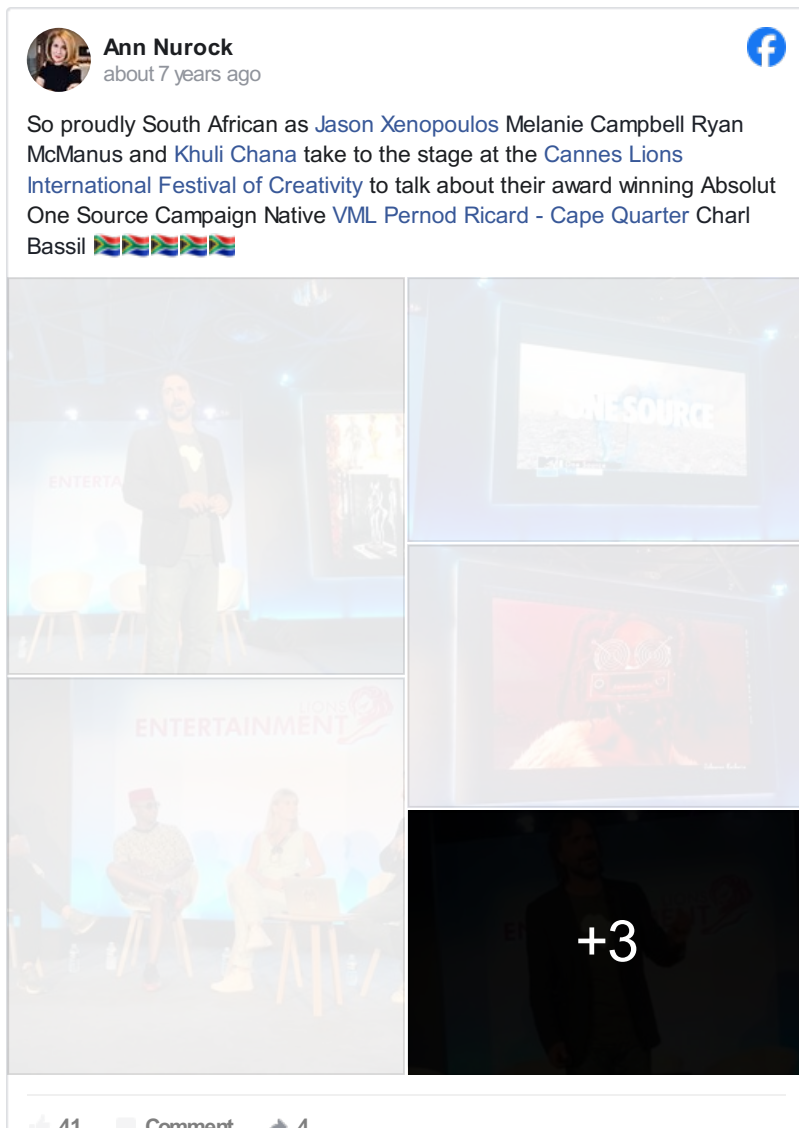 Ann Nurock
about 7 years ago
So proudly South African as Jason Xenopoulos Melanie Campbell Ryan
McManus and Khuli Chana take to the stage at the Cannes Lions
International Festival of Creativity to talk about their award winning Absolut
One Source Campaign Native VML Pernod Ricard - Cape Quarter Charl
Bassil 🇿🇦🇿🇦🇿🇦🇿🇦🇿🇦
ENTERTA
ONE SOURCE
LIONS
ENTERTAINMENT
+3
41 Comment 4